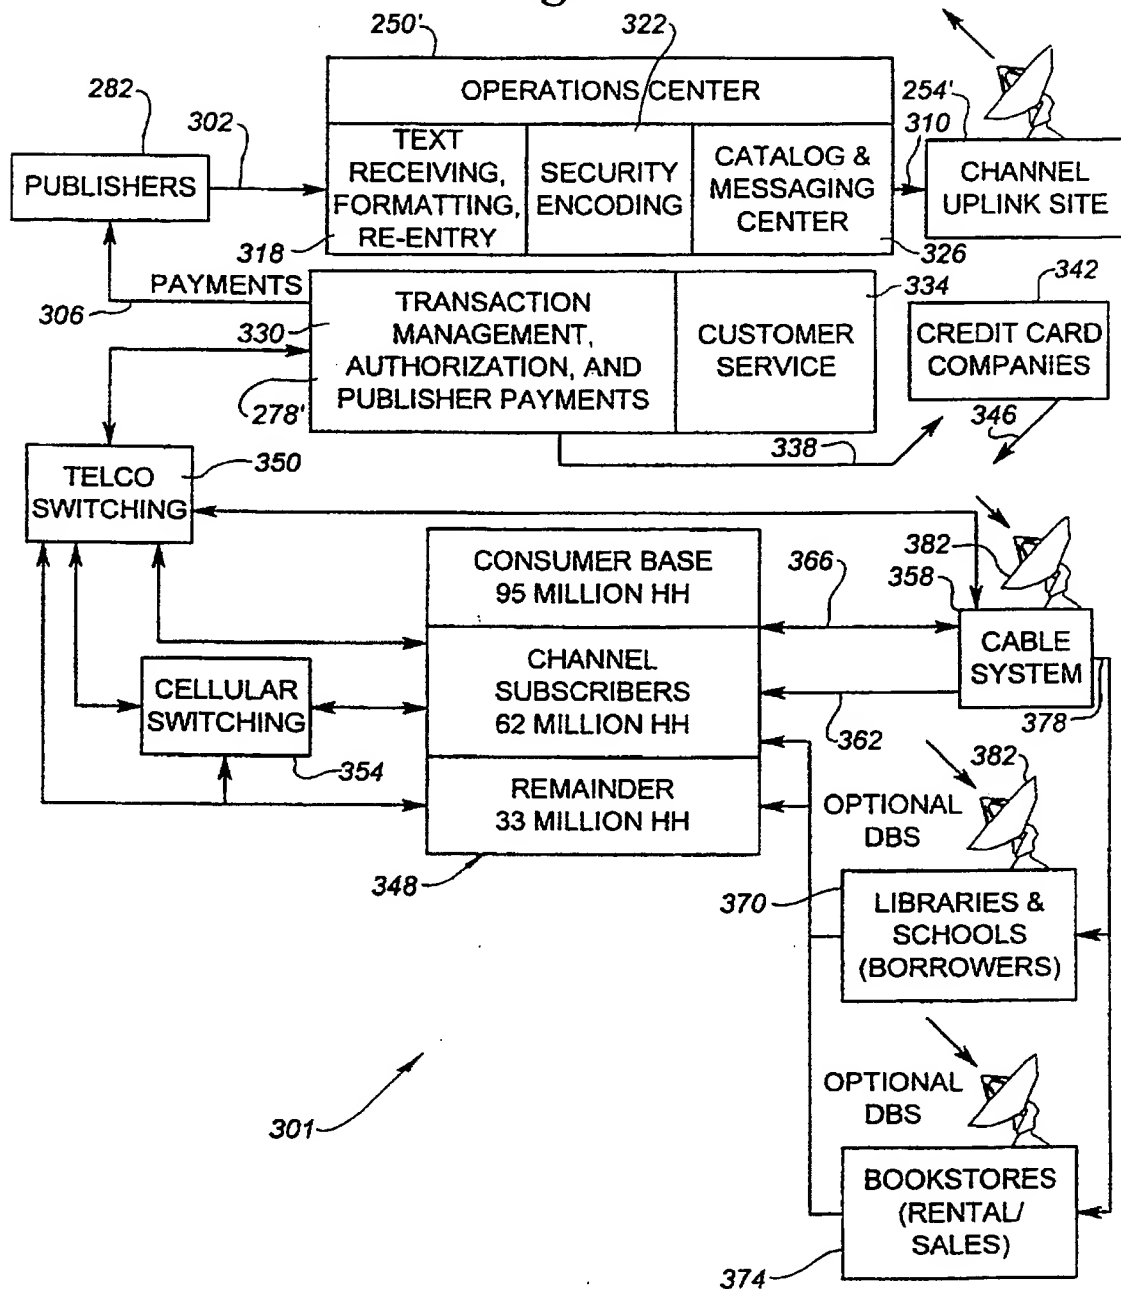 250'
322
OPERATIONS CENTER
282
302
254'
310
PUBLISHERS
TEXT
RECEIVING,
FORMATTING,
RE-ENTRY
318
SECURITY
ENCODING
CATALOG &
MESSAGING
CENTER
326
CHANNEL
UPLINK SITE
PAYMENTS
306
330
TRANSACTION
MANAGEMENT,
AUTHORIZATION, AND
PUBLISHER PAYMENTS
278'
334
CUSTOMER
SERVICE
342
CREDIT CARD
COMPANIES
346
338
TELCO
SWITCHING
350
CONSUMER BASE
95 MILLION HH
366
382
358
CABLE
SYSTEM
378
CHANNEL
SUBSCRIBERS
62 MILLION HH
362
CELLULAR
SWITCHING
354
REMAINDER
33 MILLION HH
348
382
OPTIONAL
DBS
370
LIBRARIES &
SCHOOLS
(BORROWERS)
301
OPTIONAL
DBS
BOOKSTORES
(RENTAL/
SALES)
374